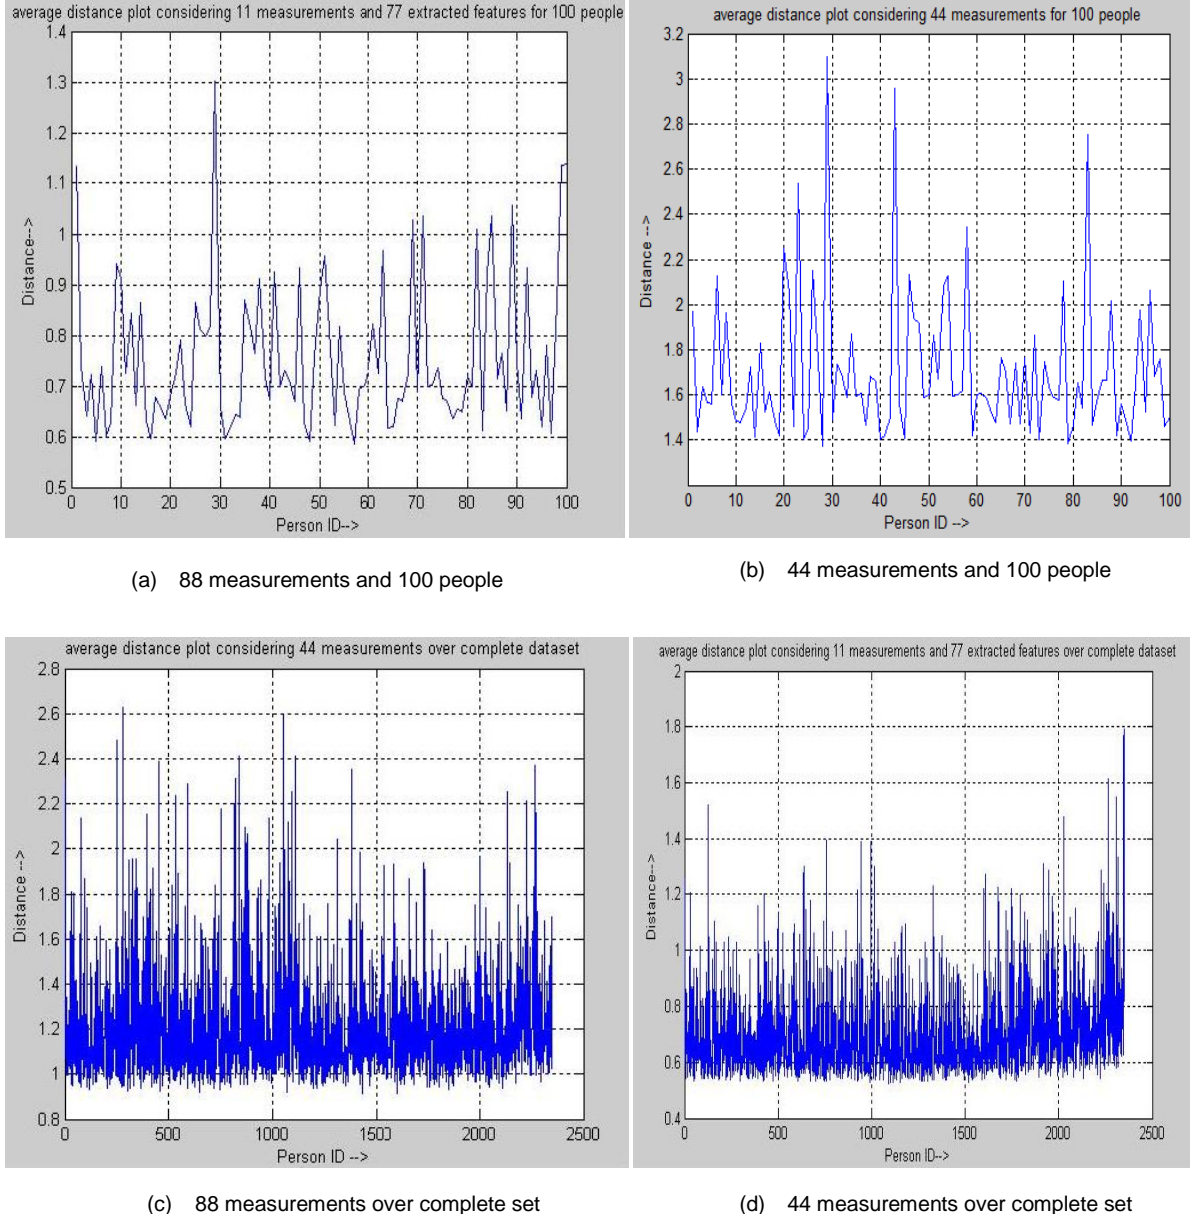 average distance plot considering 11 measurements and 77 extracted features for 100 people
1.4
1.3
1.2
1.1
1
0.9
0.8
0.7
0.6
0.5
Distance-->
0 10 20 30 40 50 60 70 80 90 100
Person ID-->
(a) 88 measurements and 100 people
average distance plot considering 44 measurements for 100 people
3.2
3
2.8
2.6
2.4
2.2
2
1.8
1.6
1.4
Distance -->
0 10 20 30 40 50 60 70 80 90 100
Person ID -->
(b) 44 measurements and 100 people
average distance plot considering 44 measurements over complete dataset
2.8
2.6
2.4
2.2
2
1.8
1.6
1.4
1.2
1
0.8
Distance -->
0 500 1000 1500 2000 2500
Person ID -->
(c) 88 measurements over complete set
average distance plot considering 11 measurements and 77 extracted features over complete dataset
2
1.8
1.6
1.4
1.2
1
0.8
0.6
0.4
Distance-->
0 500 1000 1500 2000 2500
Person ID-->
(d) 44 measurements over complete set